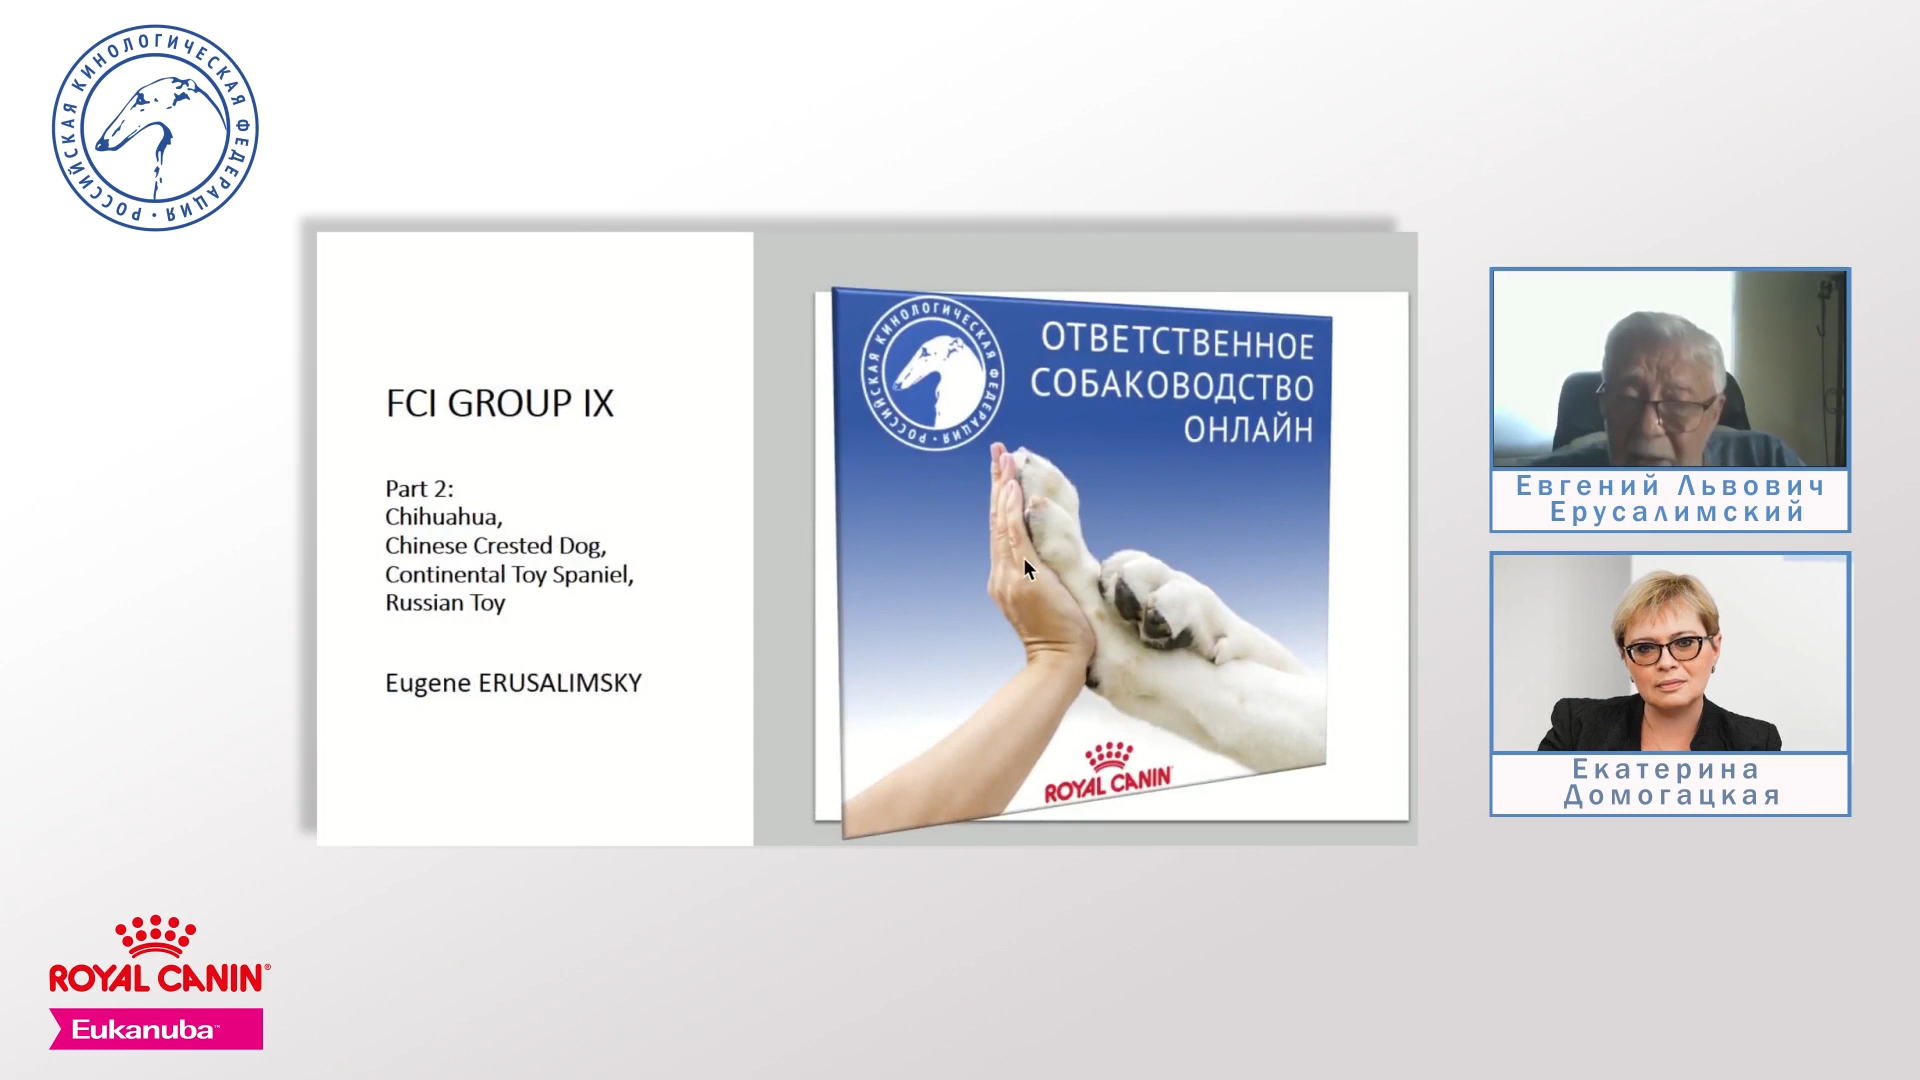 РОССИЙСКАЯ КИНОЛОГИЧЕСКАЯ ФЕДЕРАЦИЯ
FCI GROUP IX
Part 2:
Chihuahua,
Chinese Crested Dog,
Continental Toy Spaniel,
Russian Toy
Eugene ERUSALIMSKY
РОССИЙСКАЯ КИНОЛОГИЧЕСКАЯ ФЕДЕРАЦИЯ
ОТВЕТСТВЕННОЕ
СОБАКОВОДСТВО
ОНЛАЙН
ROYAL CANIN
Евгений Львович
Ерусалимский
Екатерина
Домогацкая
ROYAL CANIN®
Eukanuba™